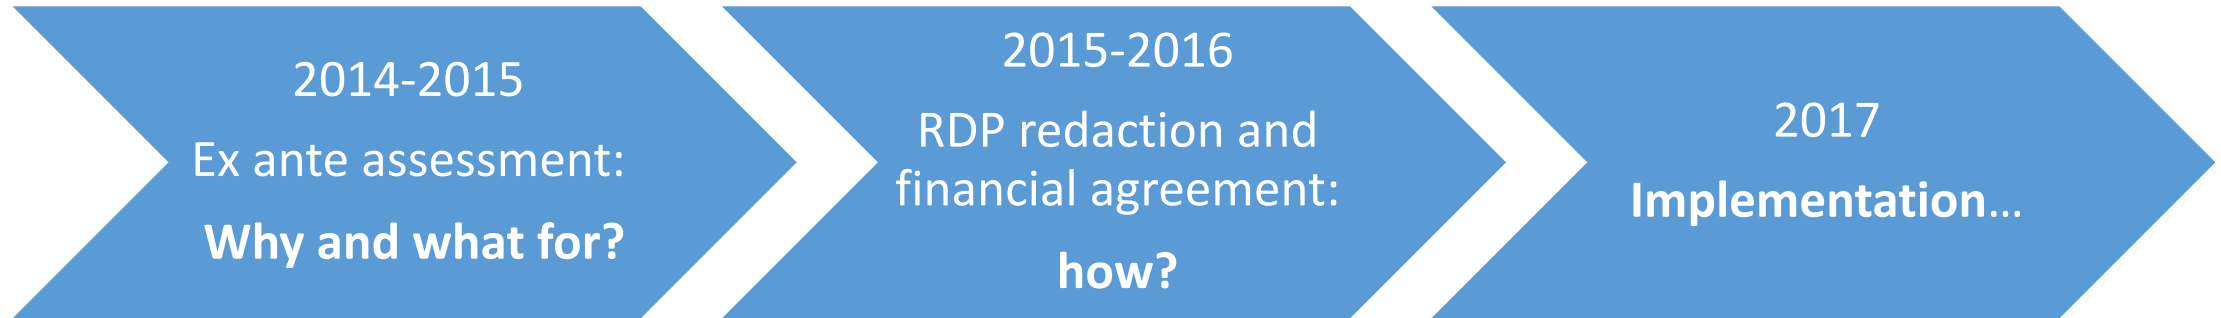 2014-2015
Ex ante assessment:
Why and what for?
2015-2016
RDP redaction and
financial agreement:
how?
2017
Implementation...